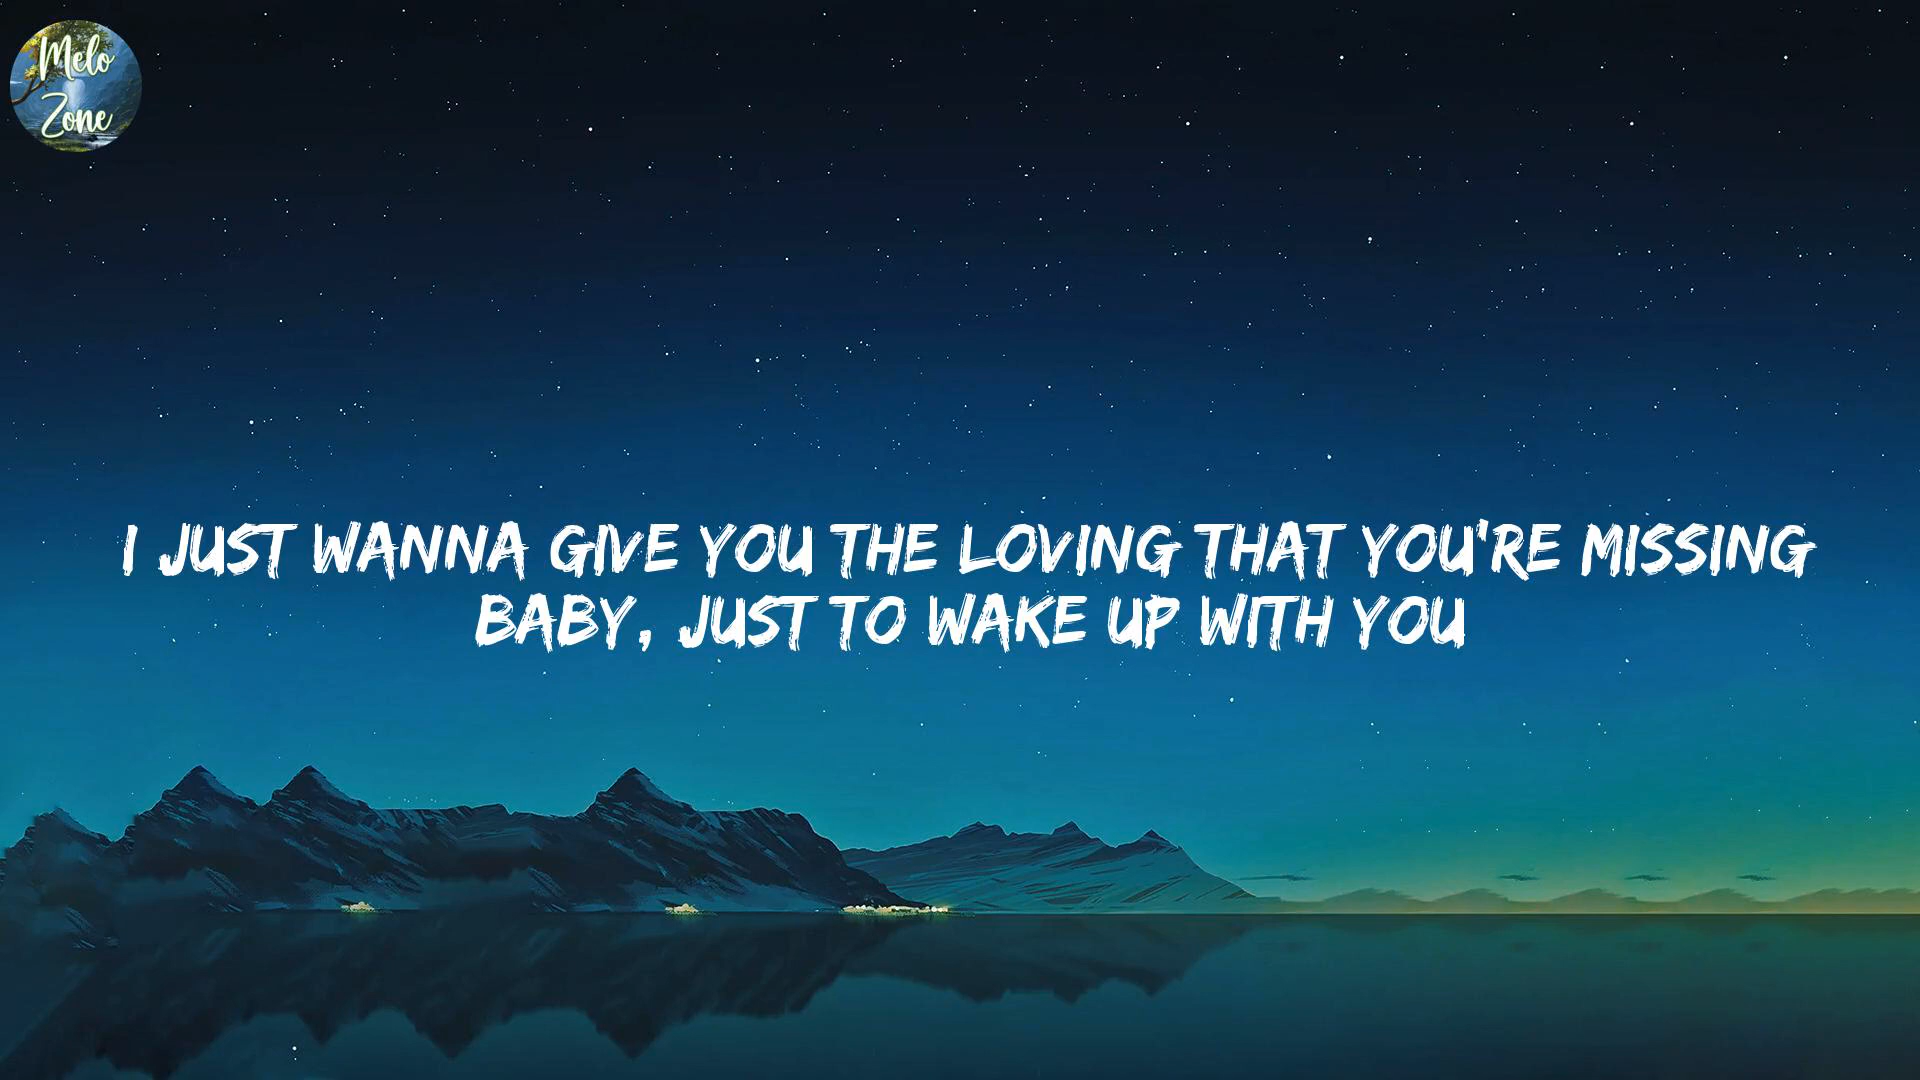 Melo
Zone
I JUST WANNA GIVE YOU THE LOVING THAT YOU'RE MISSING
BABY, JUST TO WAKE UP WITH YOU